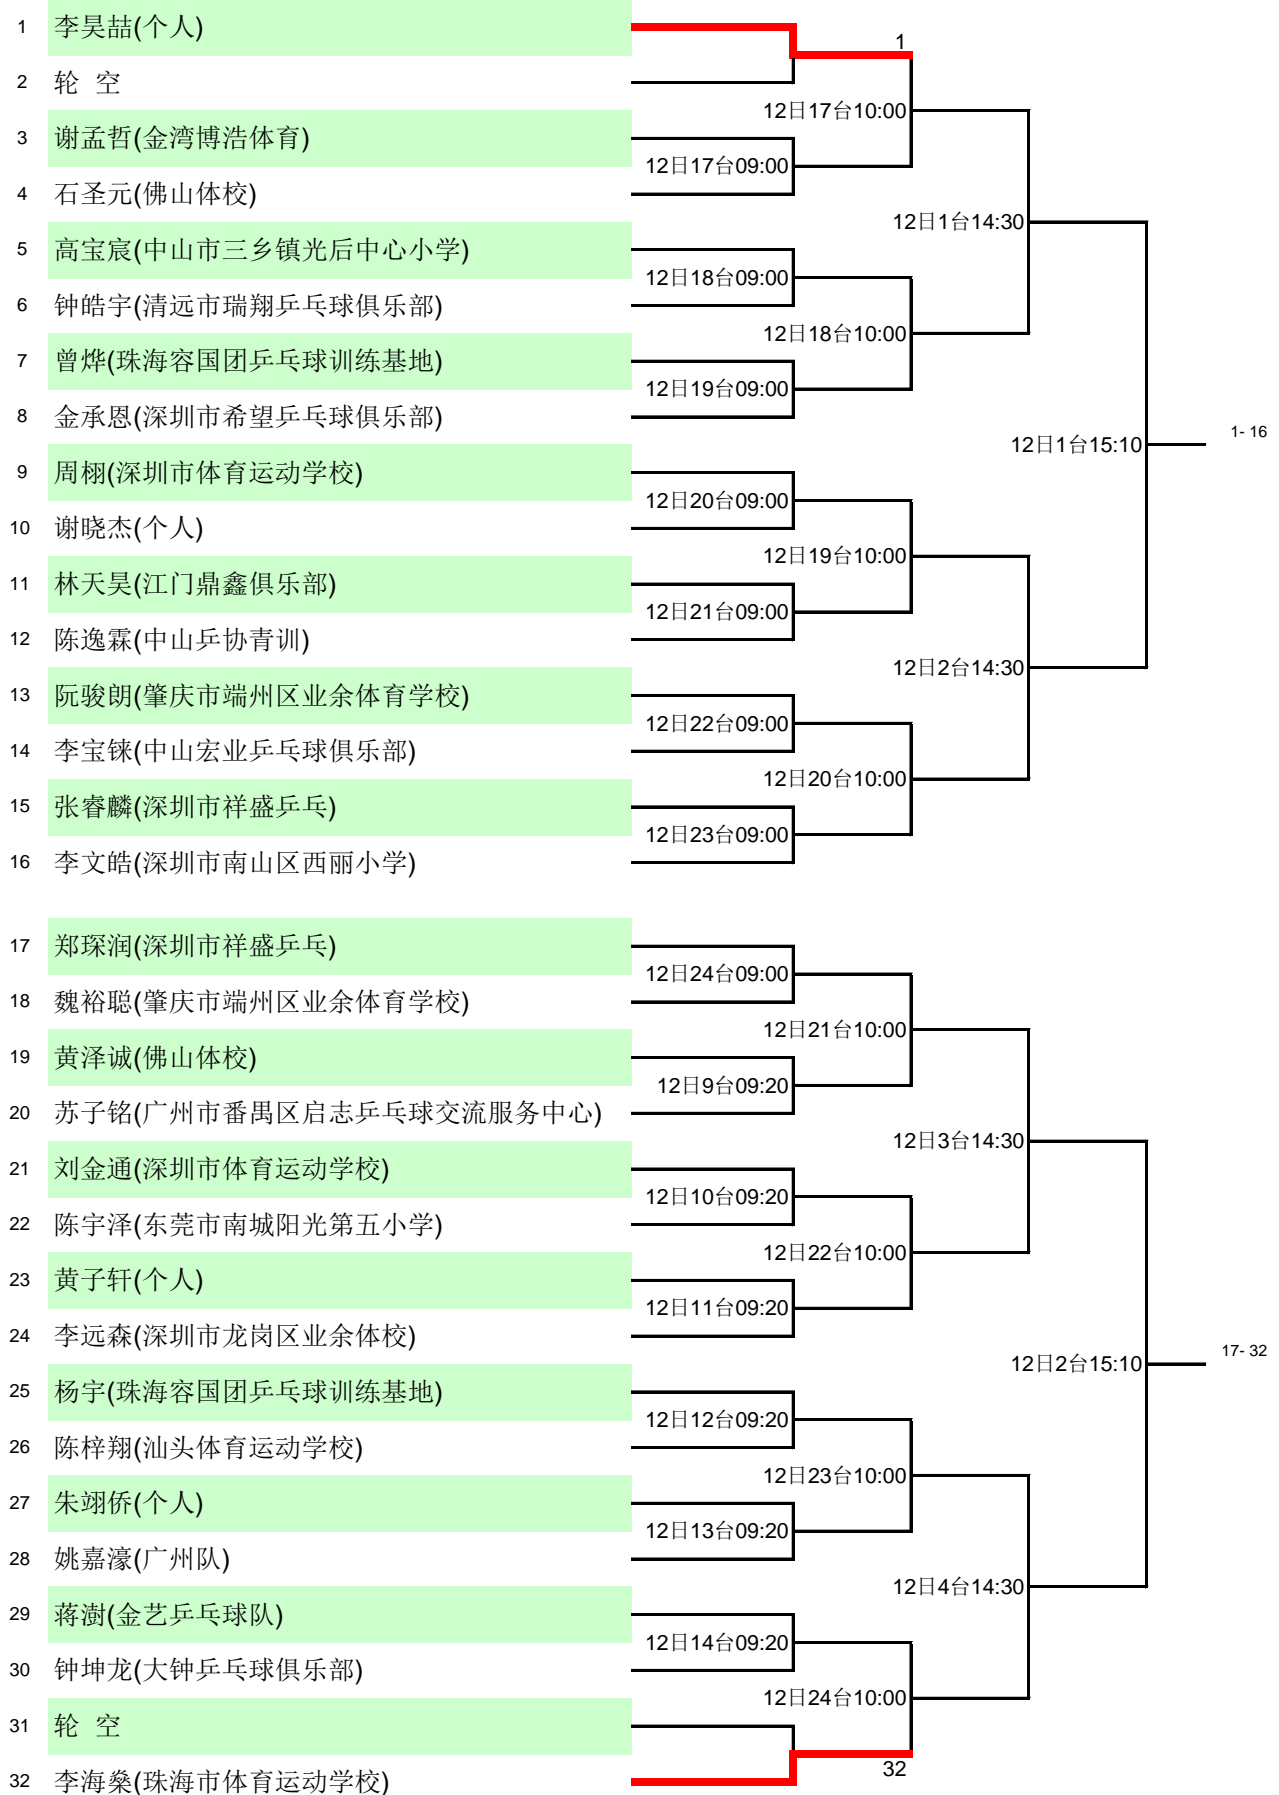 1 李昊喆(个人)
1
2 轮 空
12日17台10:00
3 谢孟哲(金湾博浩体育)
12日17台09:00
4 石圣元(佛山体校)
12日1台14:30
5 高宝宸(中山市三乡镇光后中心小学)
12日18台09:00
6 钟皓宇(清远市瑞翔乒乓球俱乐部)
12日18台10:00
7 曾烨(珠海容国团乒乓球训练基地)
12日19台09:00
8 金承恩(深圳市希望乒乓球俱乐部)
12日1台15:10
1- 16
9 周栩(深圳市体育运动学校)
12日20台09:00
10 谢晓杰(个人)
12日19台10:00
11 林天昊(江门鼎鑫俱乐部)
12日21台09:00
12 陈逸霖(中山乒协青训)
12日2台14:30
13 阮骏朗(肇庆市端州区业余体育学校)
12日22台09:00
14 李宝铼(中山宏业乒乓球俱乐部)
12日20台10:00
15 张睿麟(深圳市祥盛乒乓)
12日23台09:00
16 李文皓(深圳市南山区西丽小学)
17 郑琛润(深圳市祥盛乒乓)
12日24台09:00
18 魏裕聪(肇庆市端州区业余体育学校)
12日21台10:00
19 黄泽诚(佛山体校)
12日9台09:20
20 苏子铭(广州市番禺区启志乒乓球交流服务中心)
12日3台14:30
21 刘金通(深圳市体育运动学校)
12日10台09:20
22 陈宇泽(东莞市南城阳光第五小学)
12日22台10:00
23 黄子轩(个人)
12日11台09:20
24 李远森(深圳市龙岗区业余体校)
12日2台15:10
17- 32
25 杨宇(珠海容国团乒乓球训练基地)
12日12台09:20
26 陈梓翔(汕头体育运动学校)
12日23台10:00
27 朱翊侨(个人)
12日13台09:20
28 姚嘉濠(广州队)
12日4台14:30
29 蒋澍(金艺乒乓球队)
12日14台09:20
30 钟坤龙(大钟乒乓球俱乐部)
12日24台10:00
31 轮 空
32
32 李海燊(珠海市体育运动学校)